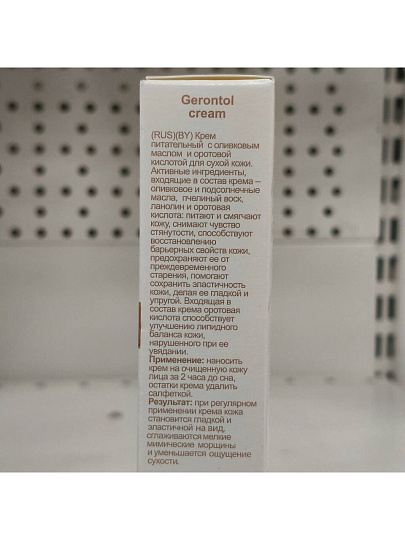 Gerontol
cream
(RUS)(BY) Крем
питательный с оливковым
маслом и оротовой
кислотой для сухой кожи.
Активные ингредиенты,
входящие в состав крема –
оливковое и подсолнечные
масла, пчелиный воск,
ланолин и оротовая
кислота: питают и смягчают
кожу, снимают чувство
стянутости, способствуют
восстановлению
барьерных свойств кожи,
предохраняют ее от
преждевременного
старения, помогают
сохранить эластичность
кожи, делая ее гладкой и
упругой. Входящая в
состав крема оротовая
кислота способствует
улучшению липидного
баланса кожи,
нарушенного при ее
увядании.
Применение: наносить
крем на очищенную кожу
лица за 2 часа до сна,
остатки крема удалить
салфеткой.
Результат: при регулярном
применении крема кожа
становится гладкой и
эластичной на вид,
сглаживаются мелкие
мимические морщины
и уменьшается ощущение
сухости.